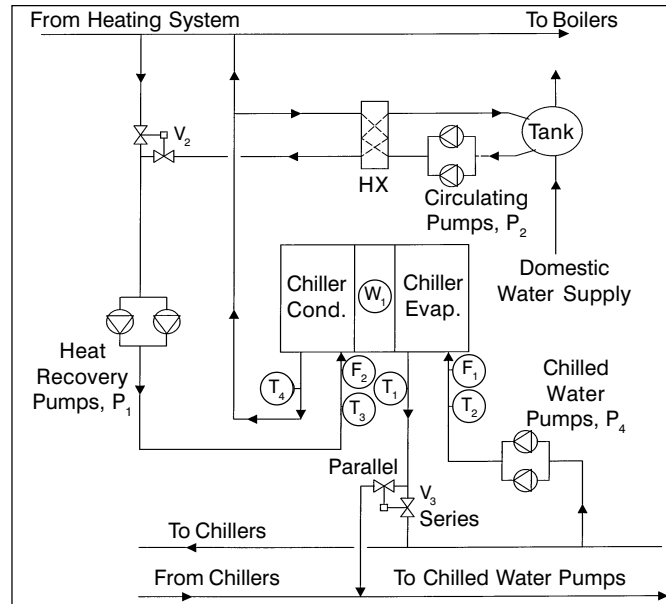 From Heating System
To Boilers
V2
HX
Tank
Circulating
Pumps, P2
Domestic
Water Supply
Chiller
Cond.
W1
Chiller
Evap.
Heat
Recovery
Pumps, P1
T4
F2
T3
T1
F1
T2
Chilled
Water
Pumps, P4
Parallel
V3
Series
To Chillers
From Chillers
To Chilled Water Pumps